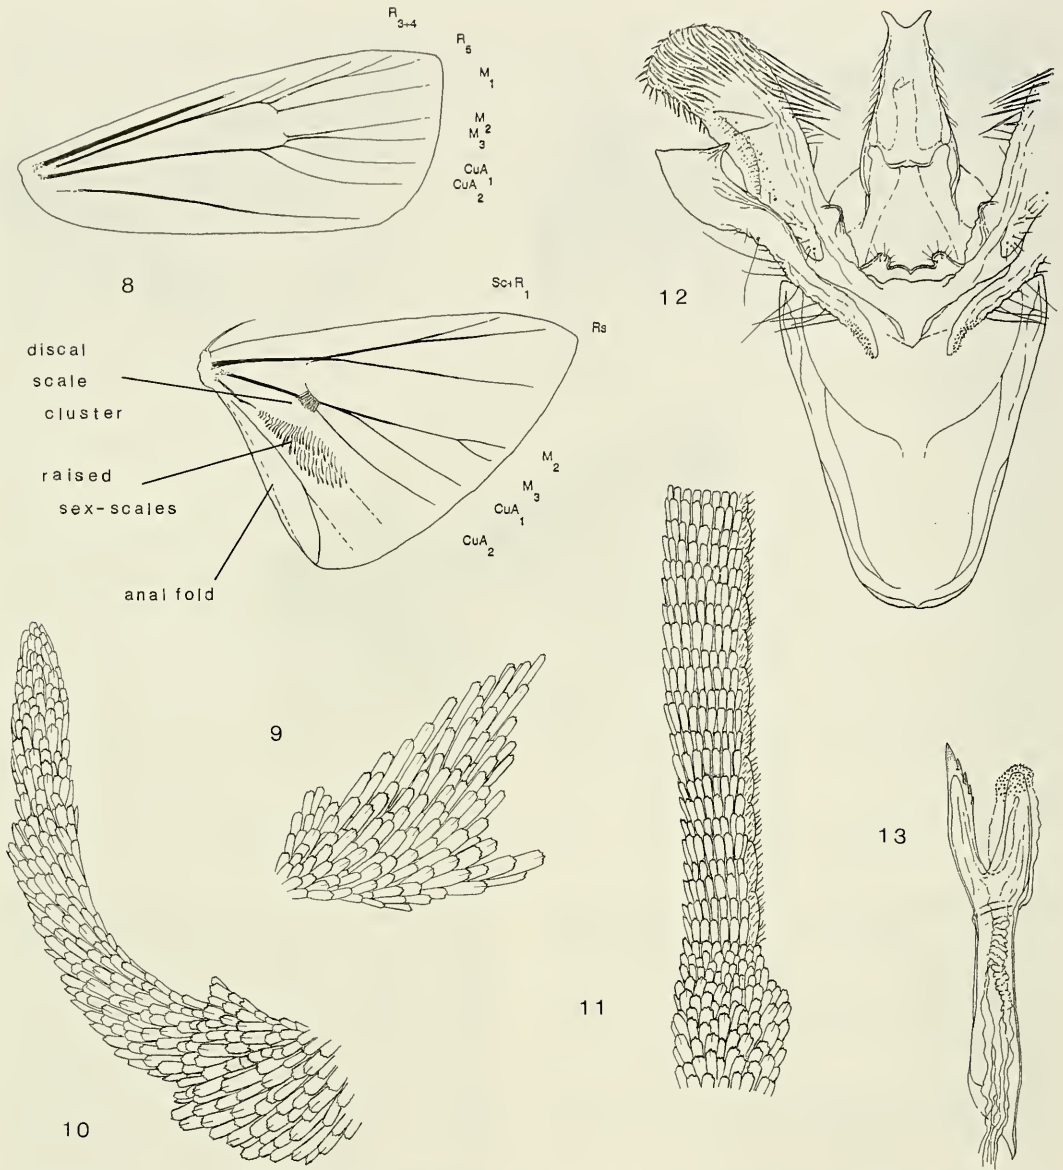 R3+4
R5
M1
M2
M3
CuA1
CuA2
8
Sc+R1
Rs
discal
scale
cluster
raised
sex-scales
anal fold
M2
M3
CuA1
CuA2
12
9
13
11
10